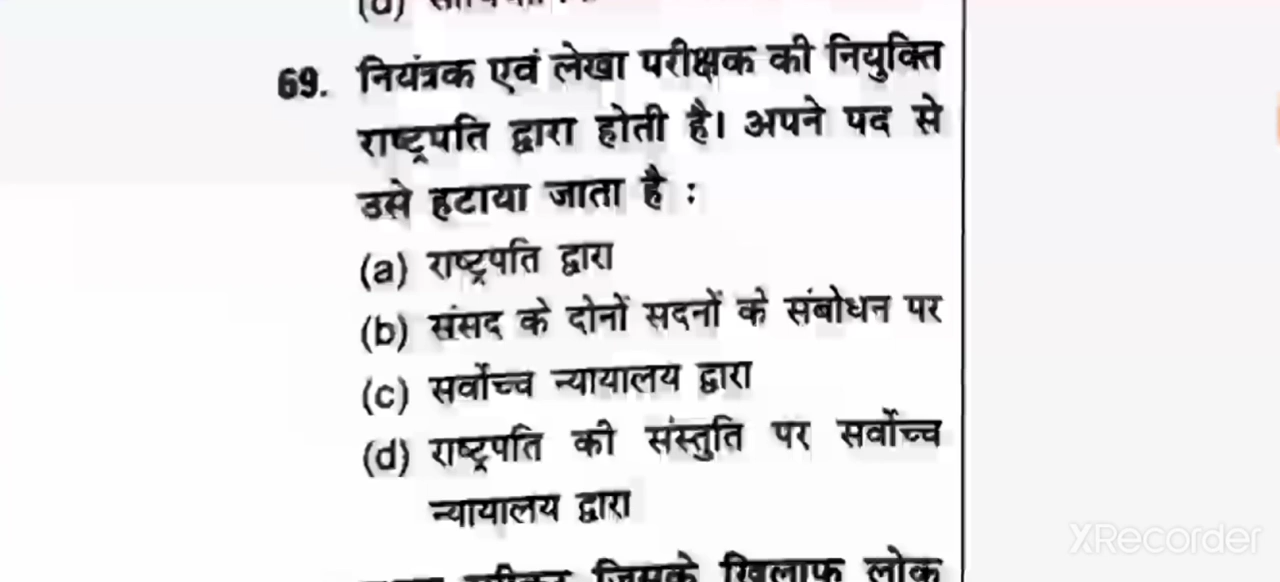 69. नियंत्रक एवं लेखा परीक्षक की नियुक्ति
राष्ट्रपति द्वारा होती है। अपने पद से
उसे हटाया जाता है :
(a) राष्ट्रपति द्वारा
(b) संसद के दोनों सदनों के संबोधन पर
(c) सर्वोच्च न्यायालय द्वारा
(d) राष्ट्रपति की संस्तुति पर सर्वोच्च
न्यायालय द्वारा
जिसके खिलाफ लोक
XRecorder